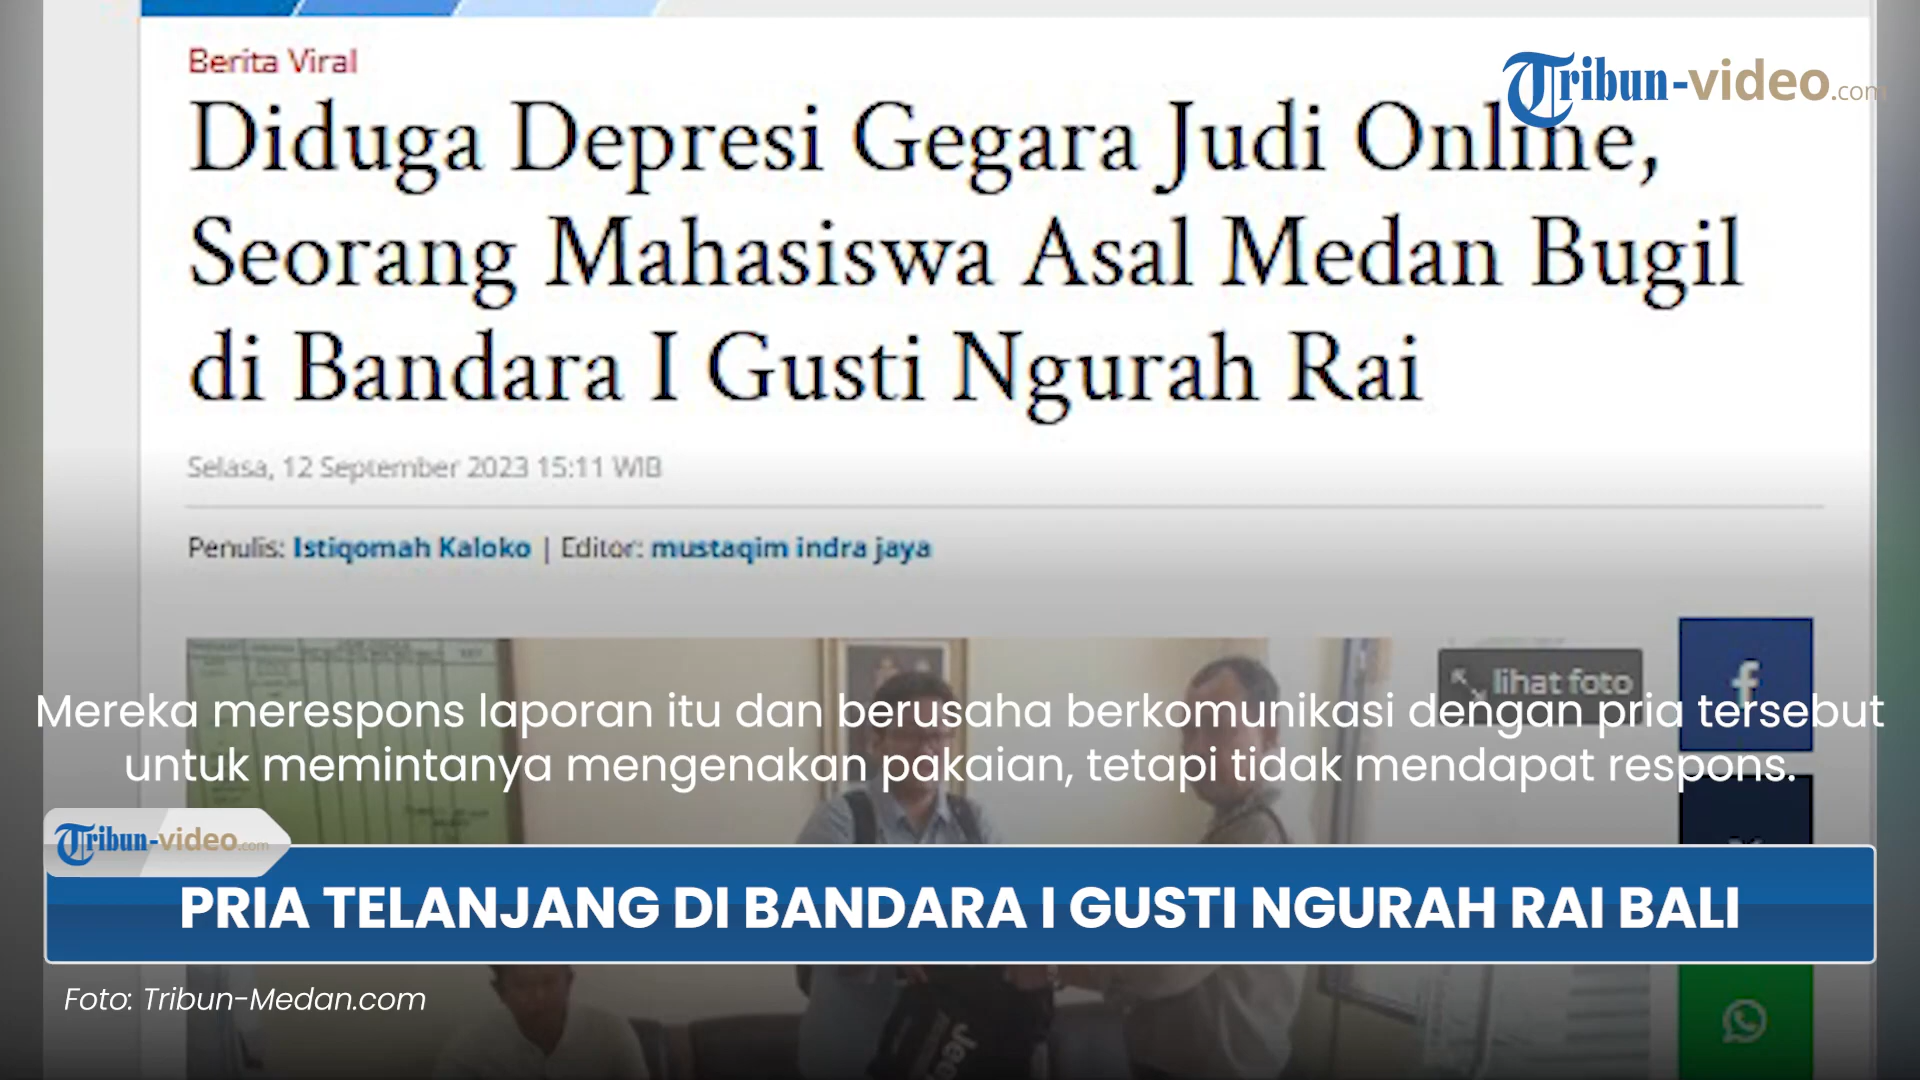 Berita Viral
Tribun-video.com
Diduga Depresi Gegara Judi Online,
Seorang Mahasiswa Asal Medan Bugil
di Bandara I Gusti Ngurah Rai
Selasa, 12 September 2023 15:11 WIB
Penulis: Istiqomah Kaloko | Editor: mustaqim indra jaya
lihat foto
Mereka merespons laporan itu dan berusaha berkomunikasi dengan pria tersebut
untuk memintanya mengenakan pakaian, tetapi tidak mendapat respons.
Tribun-video.com
PRIA TELANJANG DI BANDARA I GUSTI NGURAH RAI BALI
Foto: Tribun-Medan.com
Jeep